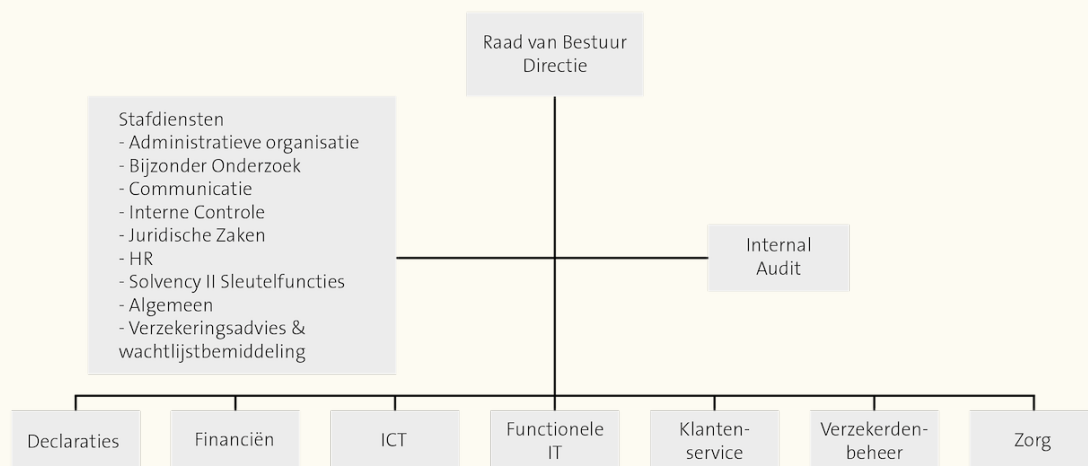 Raad van Bestuur
Directie
Stafdiensten
- Administratieve organisatie
- Bijzonder Onderzoek
- Communicatie
- Interne Controle
- Juridische Zaken
- HR
- Solvency II Sleutelfuncties
- Algemeen
- Verzekeringsadvies &
wachtlijstbemiddeling
Internal
Audit
Declaraties
Financiën
ICT
Functionele
IT
Klanten-
service
Verzekerden-
beheer
Zorg